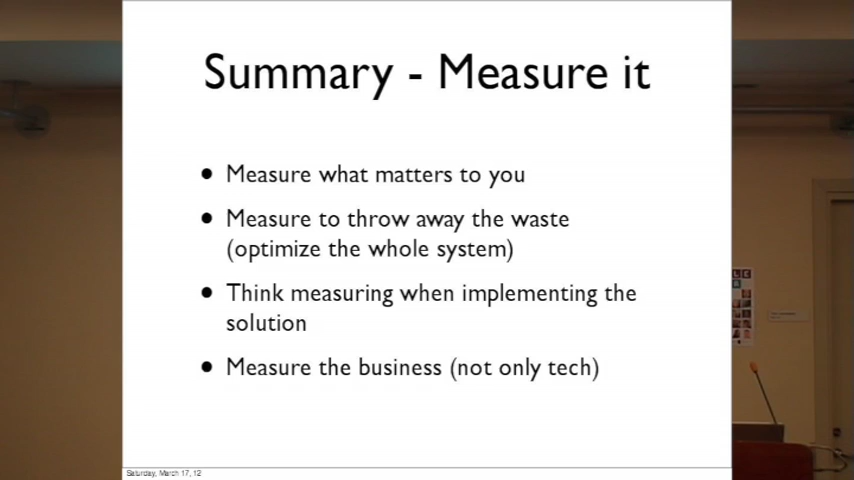 Summary - Measure it
• Measure what matters to you
• Measure to throw away the waste
(optimize the whole system)
• Think measuring when implementing the
solution
• Measure the business (not only tech)
Saturday, March 17, 12